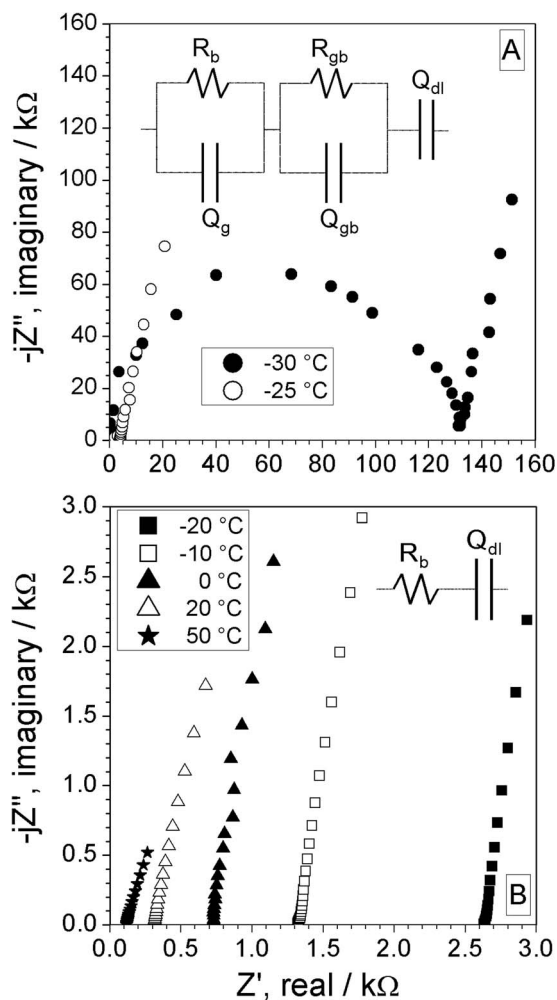 A
160
140
120
100
80
60
40
20
0
-jZ", imaginary / kΩ
R_b
R_gb
Q_dl
Q_g
Q_gb
-30 °C
-25 °C
0 20 40 60 80 100 120 140 160
3.0
2.5
2.0
1.5
1.0
0.5
0.0
-jZ", imaginary / kΩ
-20 °C
-10 °C
0 °C
20 °C
50 °C
R_b
Q_dl
B
0.0 0.5 1.0 1.5 2.0 2.5 3.0
Z', real / kΩ